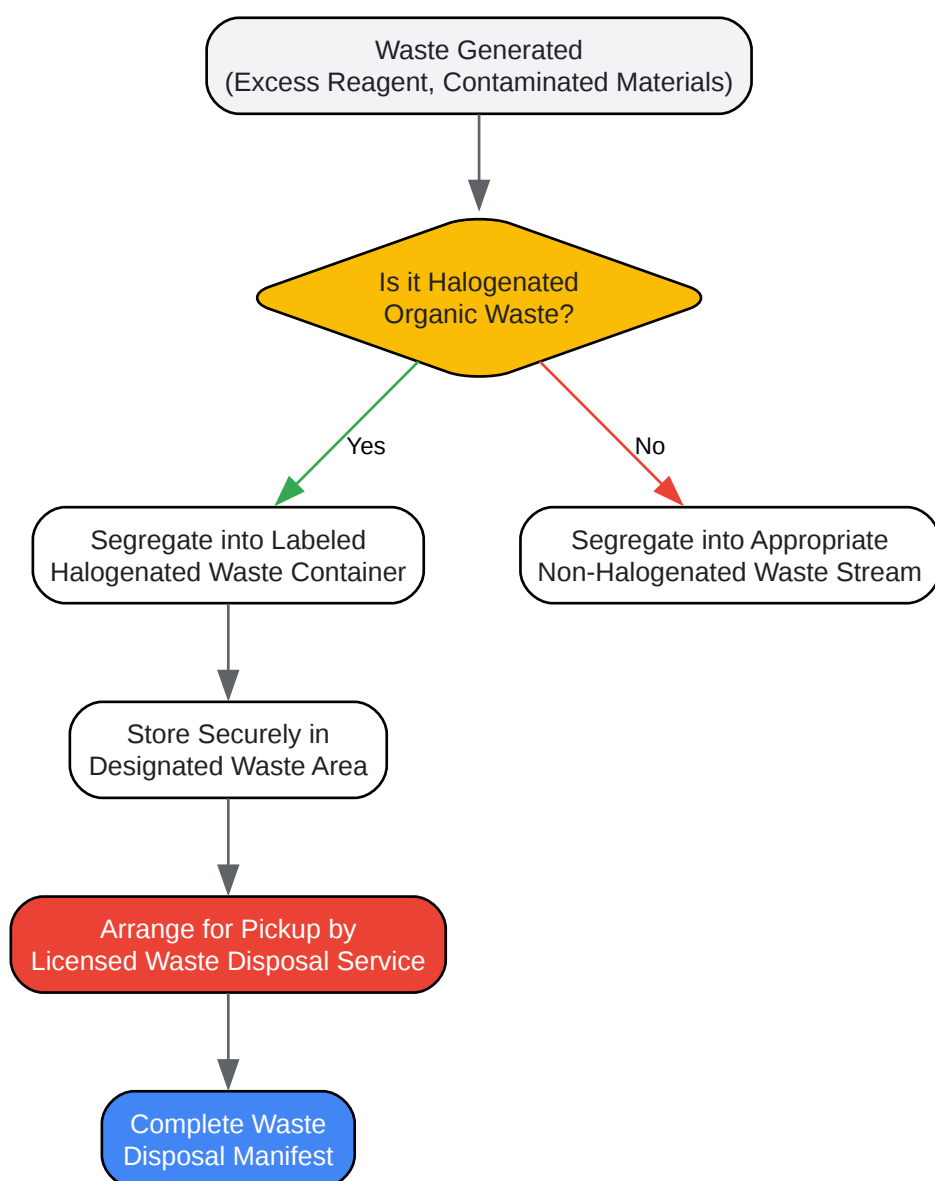 Waste Generated
(Excess Reagent, Contaminated Materials)
Is it Halogenated
Organic Waste?
Yes
No
Segregate into Labeled
Halogenated Waste Container
Segregate into Appropriate
Non-Halogenated Waste Stream
Store Securely in
Designated Waste Area
Arrange for Pickup by
Licensed Waste Disposal Service
Complete Waste
Disposal Manifest